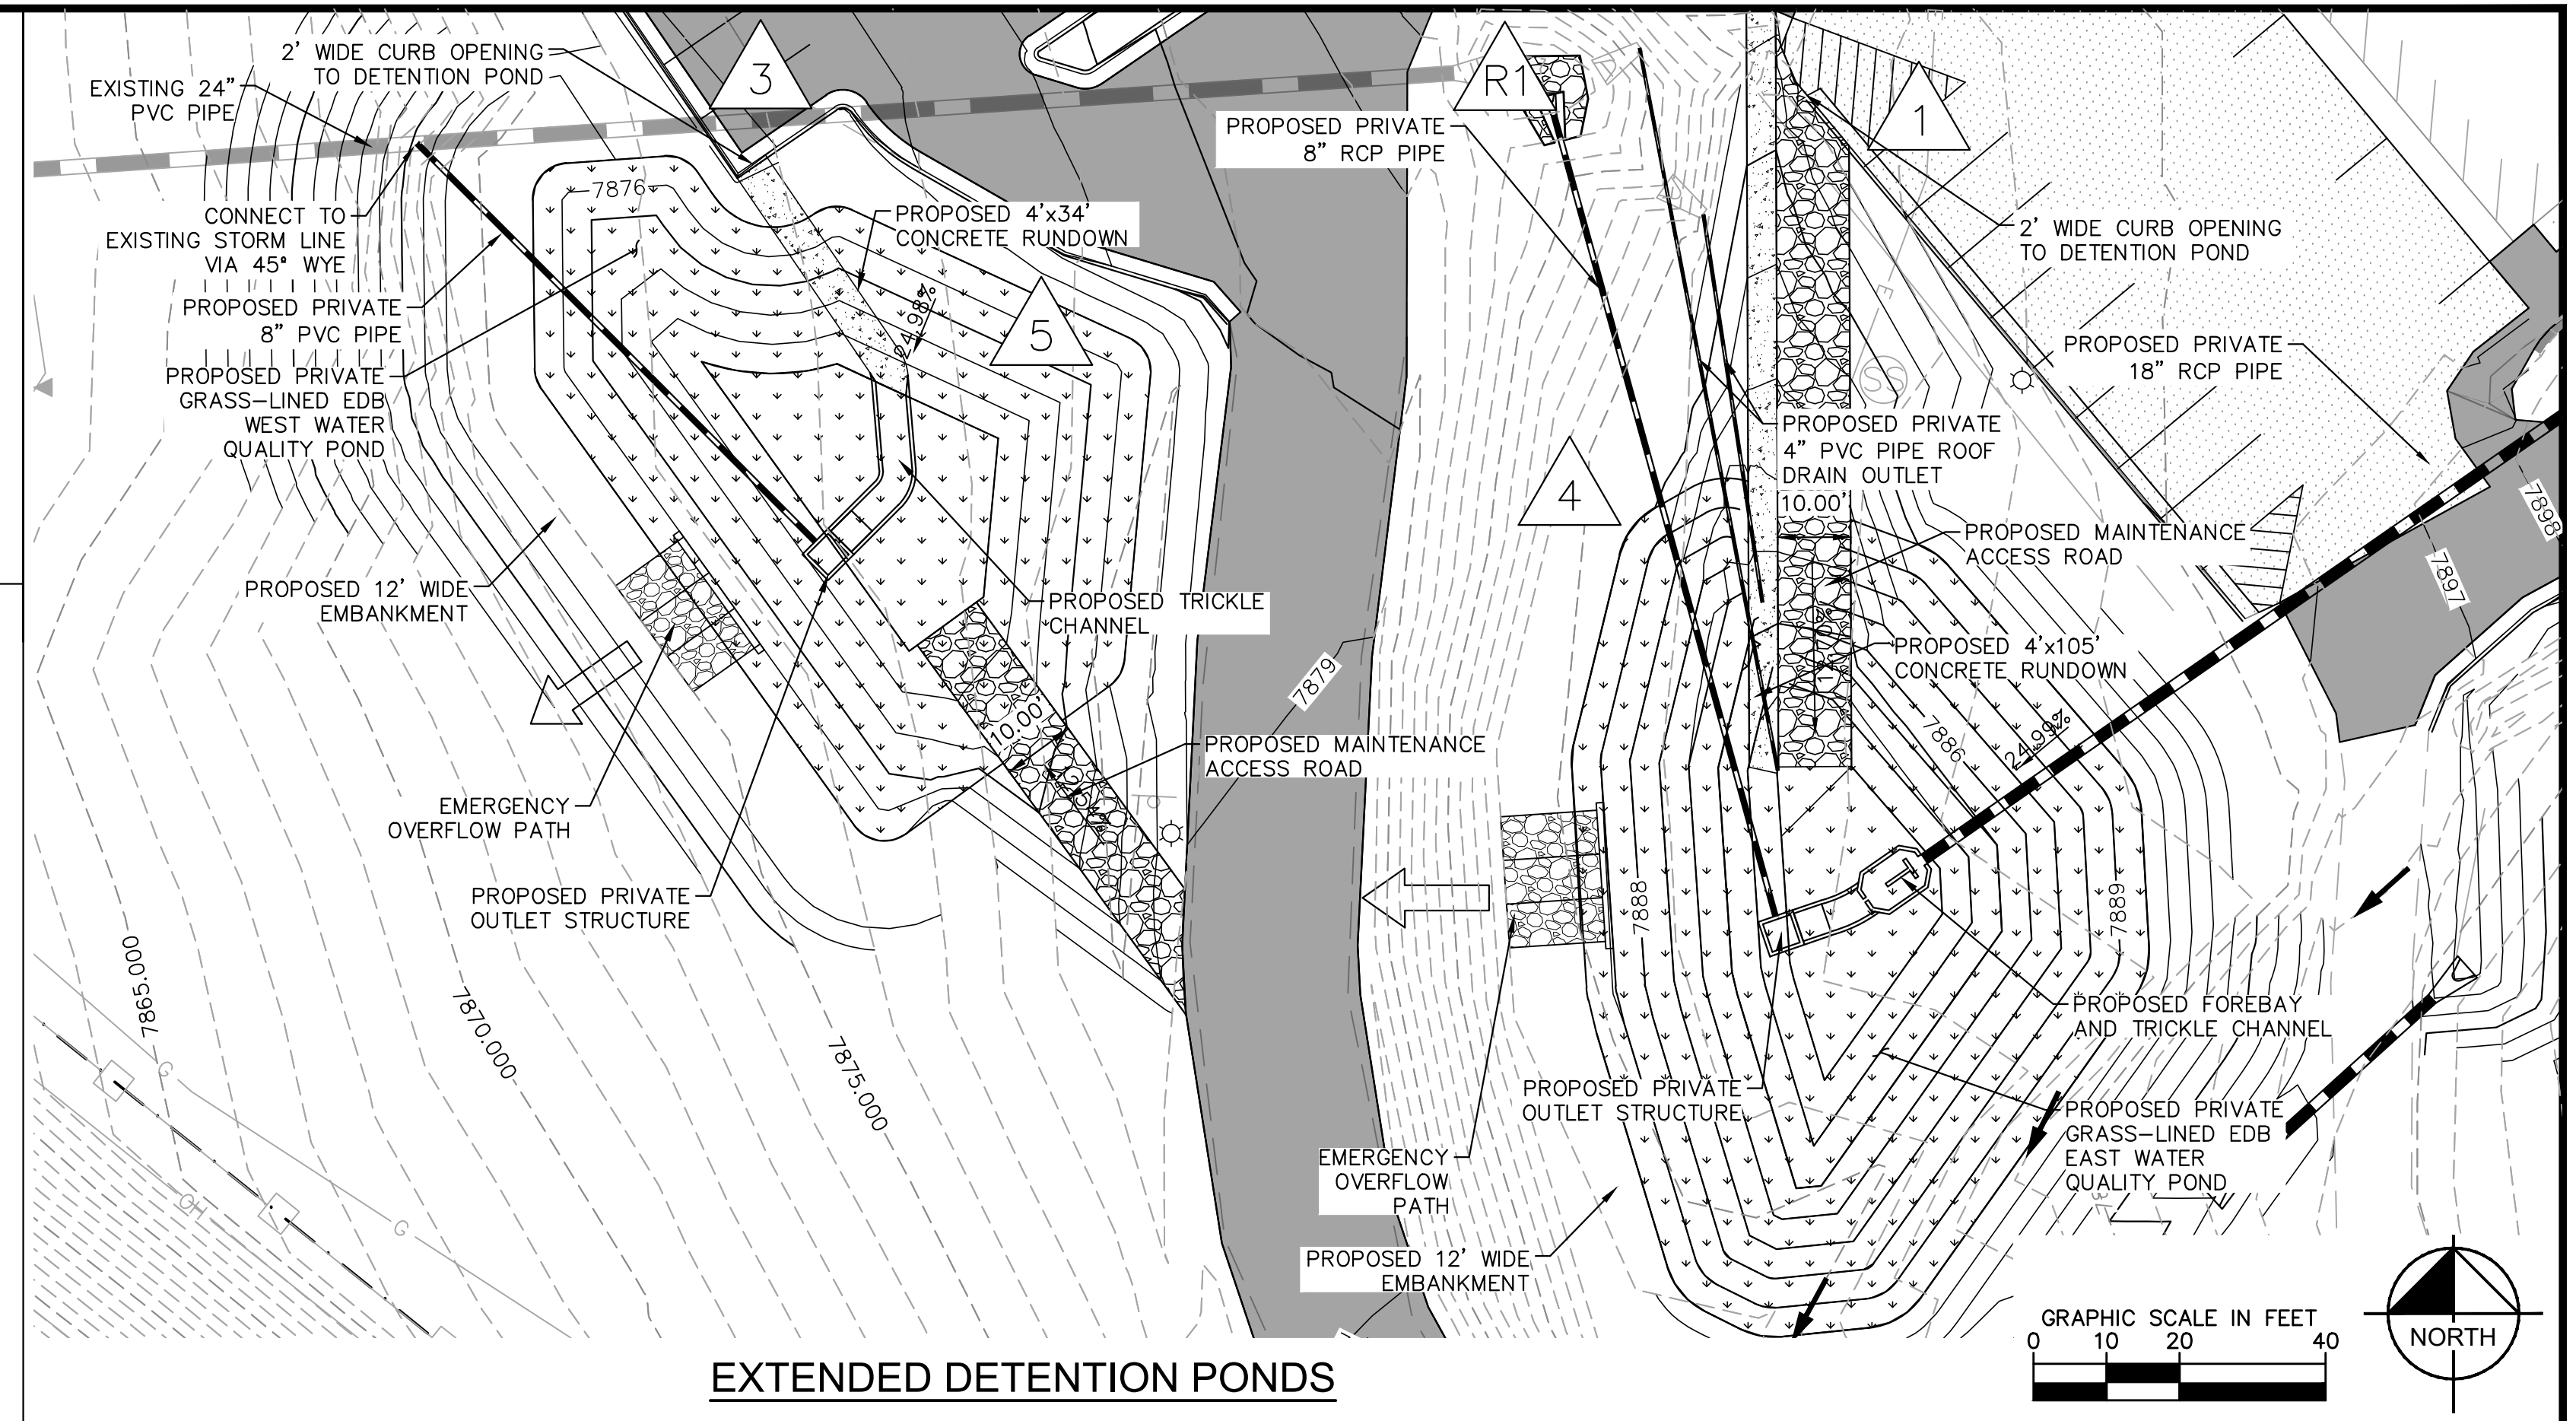 2' WIDE CURB OPENING
TO DETENTION POND
EXISTING 24"
PVC PIPE
3
R1
1
PROPOSED PRIVATE
8" RCP PIPE
7876
CONNECT TO
EXISTING STORM LINE
VIA 45° WYE
PROPOSED 4'x34'
CONCRETE RUNDOWN
2' WIDE CURB OPENING
TO DETENTION POND
PROPOSED PRIVATE
8" PVC PIPE
24.98%
5
SS
E
PROPOSED PRIVATE
18" RCP PIPE
PROPOSED PRIVATE
GRASS-LINED EDB
WEST WATER
QUALITY POND
PROPOSED PRIVATE
4" PVC PIPE ROOF
DRAIN OUTLET
10.00'
4
7898
7897
PROPOSED MAINTENANCE
ACCESS ROAD
PROPOSED 12' WIDE
EMBANKMENT
PROPOSED TRICKLE
CHANNEL
PROPOSED 4'x105'
CONCRETE RUNDOWN
7879
10.00'
7886
24.99%
PROPOSED MAINTENANCE
ACCESS ROAD
EMERGENCY
OVERFLOW PATH
PROPOSED PRIVATE
OUTLET STRUCTURE
7888
7889
7865.000
7870.000
7875.000
PROPOSED FOREBAY
AND TRICKLE CHANNEL
G
G
OH
PROPOSED PRIVATE
OUTLET STRUCTURE
PROPOSED PRIVATE
GRASS-LINED EDB
EAST WATER
QUALITY POND
EMERGENCY
OVERFLOW
PATH
PROPOSED 12' WIDE
EMBANKMENT
GRAPHIC SCALE IN FEET
0 10 20 40
NORTH
EXTENDED DETENTION PONDS